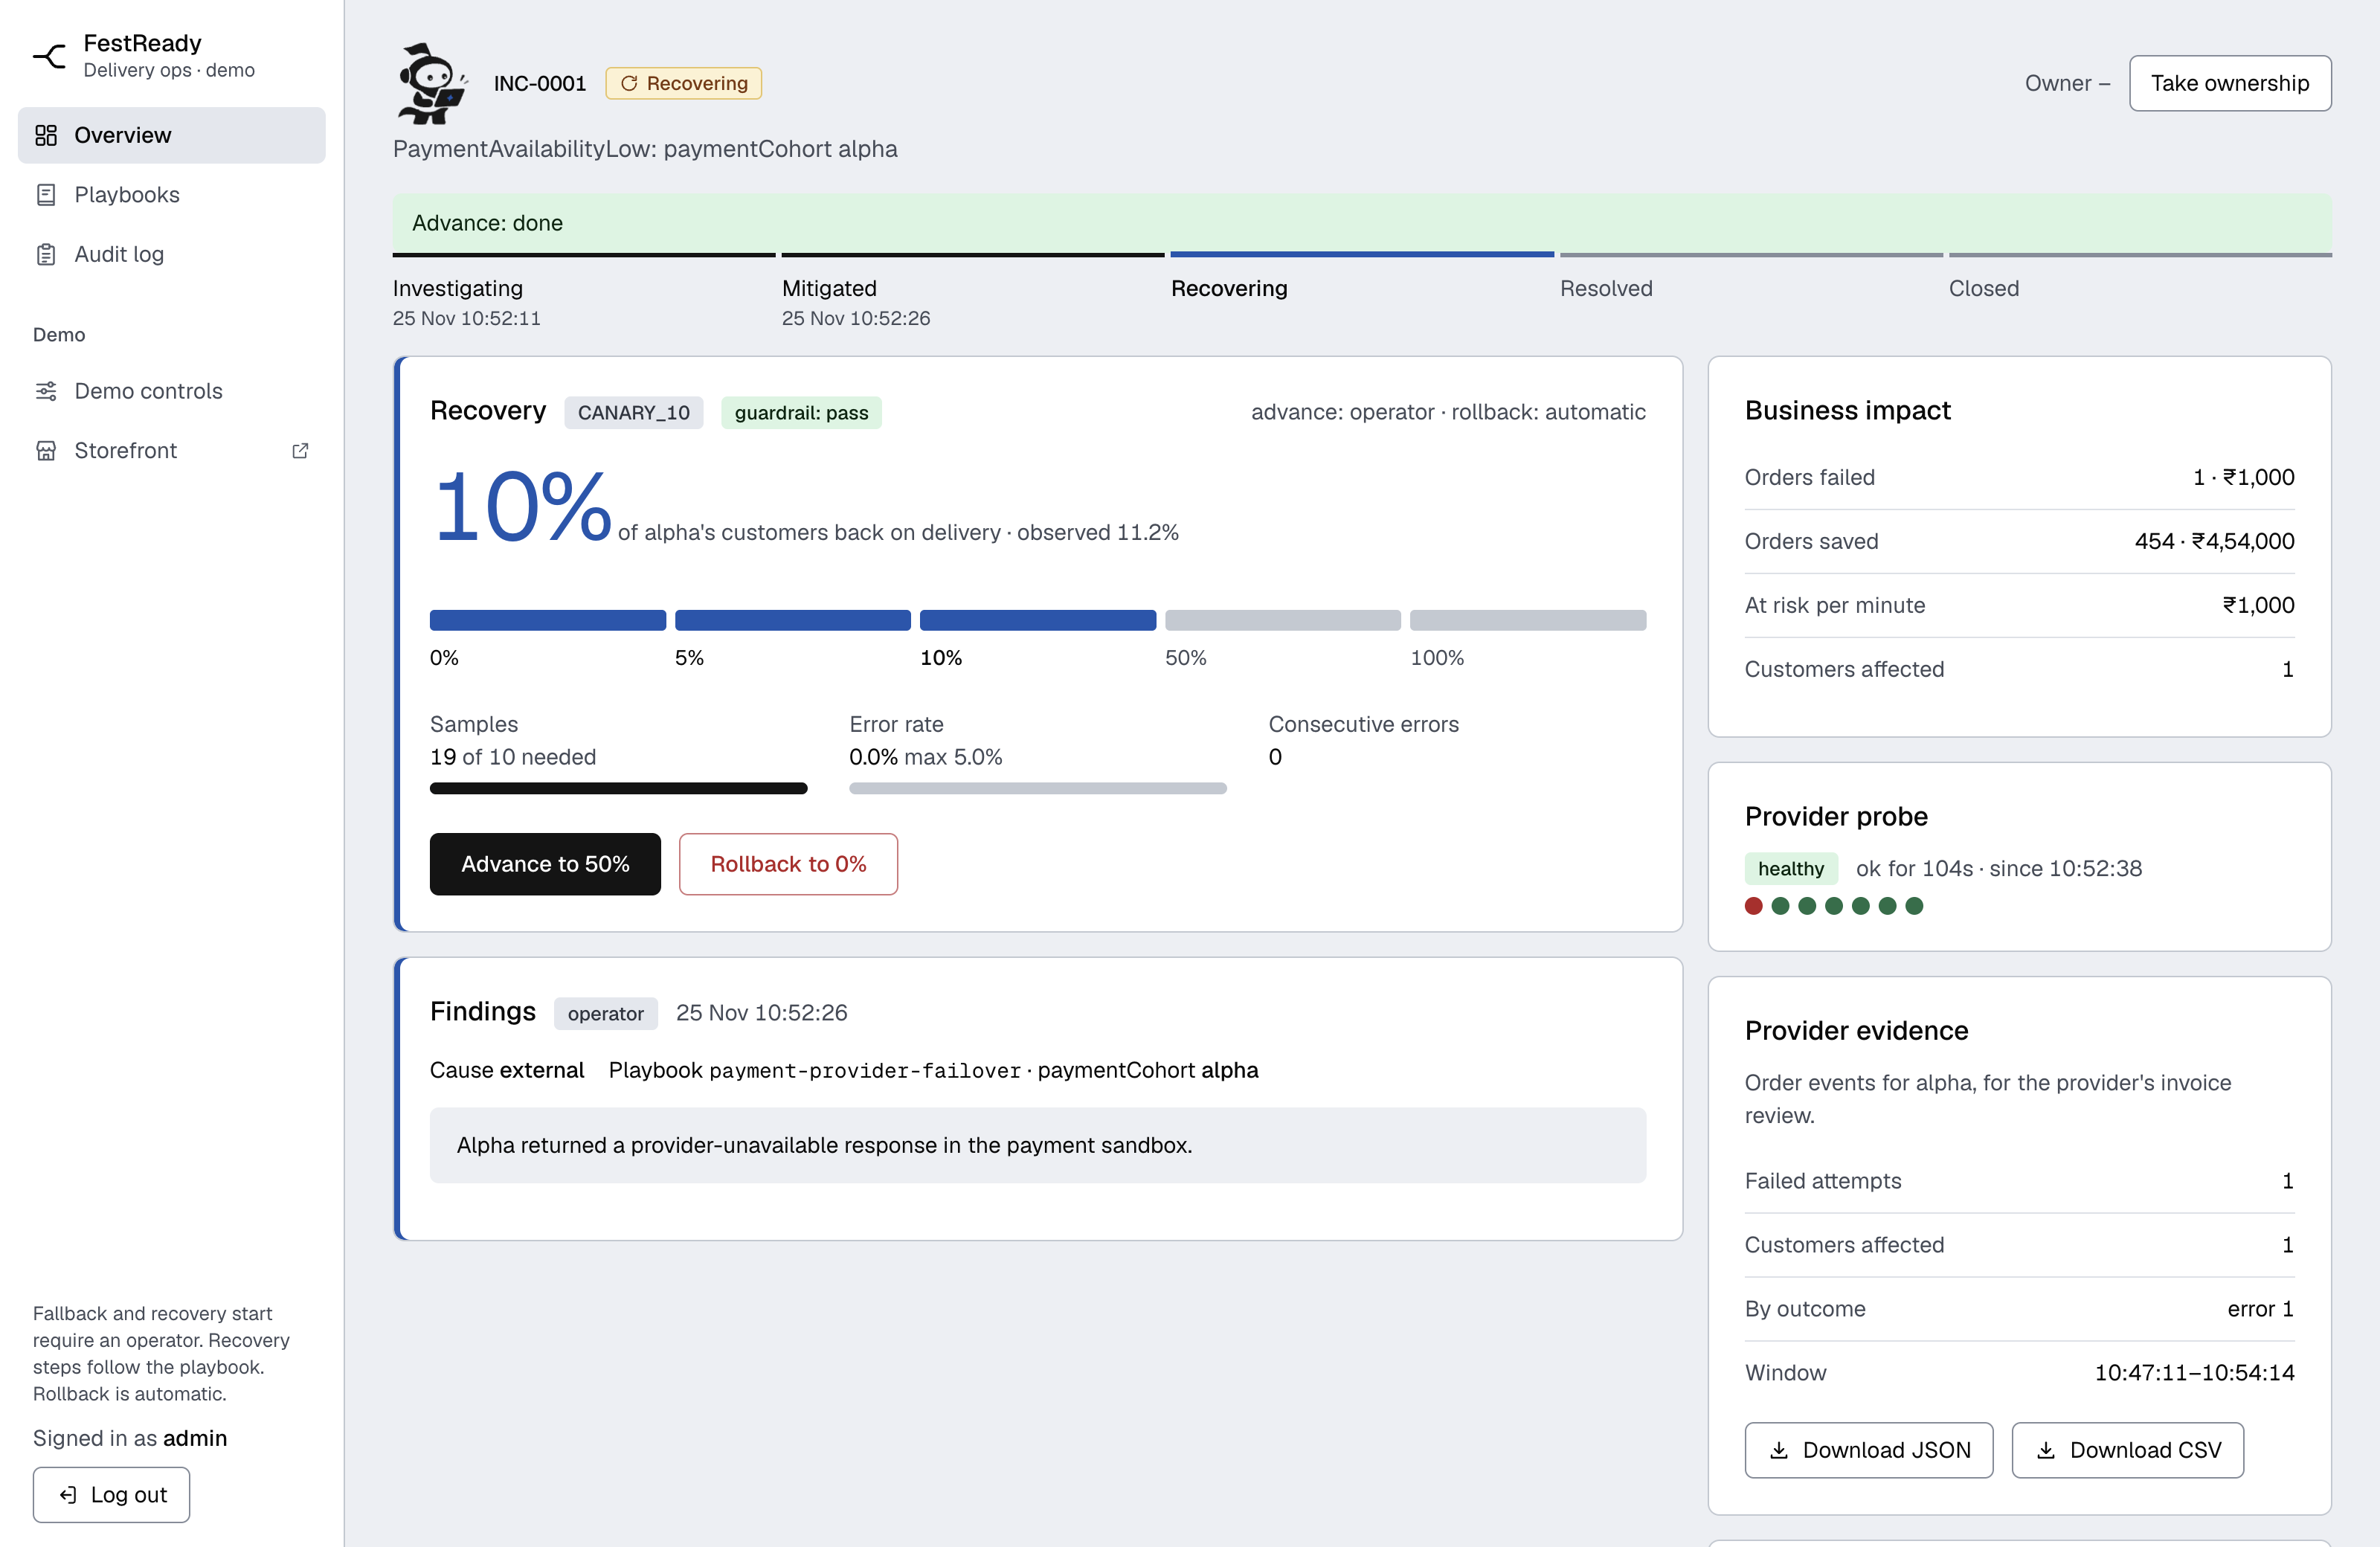 FestReady
Delivery ops · demo
Overview
Playbooks
Audit log
Demo
Demo controls
Storefront
Fallback and recovery start
require an operator. Recovery
steps follow the playbook.
Rollback is automatic.
Signed in as admin
Log out
INC-0001 Recovering
Owner – Take ownership
PaymentAvailabilityLow: paymentCohort alpha
Advance: done
Investigating
25 Nov 10:52:11
Mitigated
25 Nov 10:52:26
Recovering
Resolved
Closed
Recovery CANARY_10 guardrail: pass advance: operator · rollback: automatic
10% of alpha's customers back on delivery · observed 11.2%
0% 5% 10% 50% 100%
Samples
19 of 10 needed
Error rate
0.0% max 5.0%
Consecutive errors
0
Advance to 50% Rollback to 0%
Findings operator 25 Nov 10:52:26
Cause external Playbook payment-provider-failover · paymentCohort alpha
Alpha returned a provider-unavailable response in the payment sandbox.
Business impact
Orders failed 1 · ₹1,000
Orders saved 454 · ₹4,54,000
At risk per minute ₹1,000
Customers affected 1
Provider probe
healthy ok for 104s · since 10:52:38
Provider evidence
Order events for alpha, for the provider's invoice
review.
Failed attempts 1
Customers affected 1
By outcome error 1
Window 10:47:11–10:54:14
Download JSON Download CSV